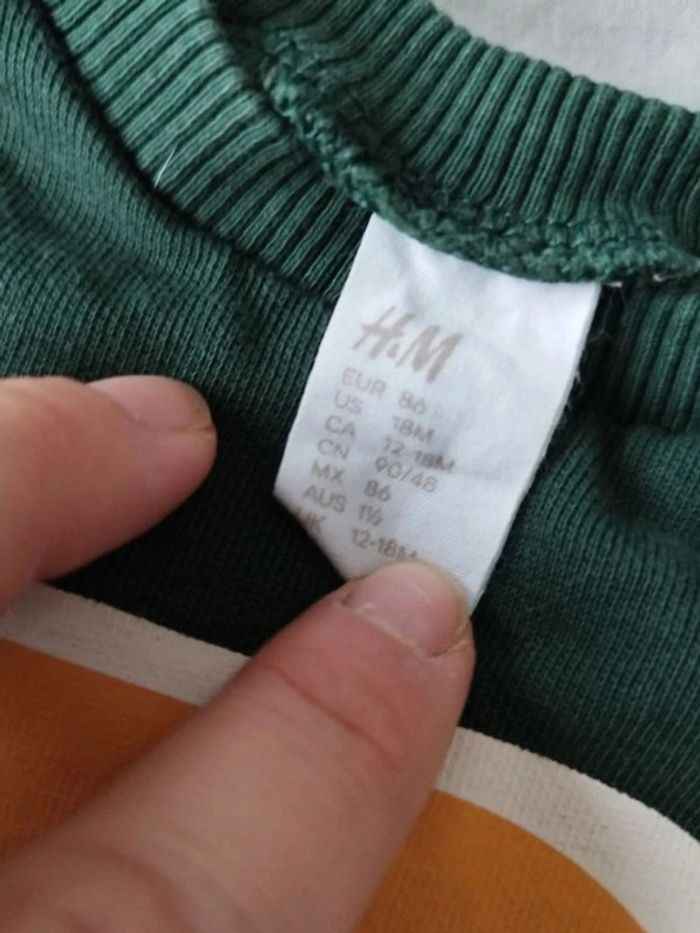 H&M
EUR 86
US 18M
CA 12-18M
CN 90/48
MX 86
AUS 1½
UK 12-18M